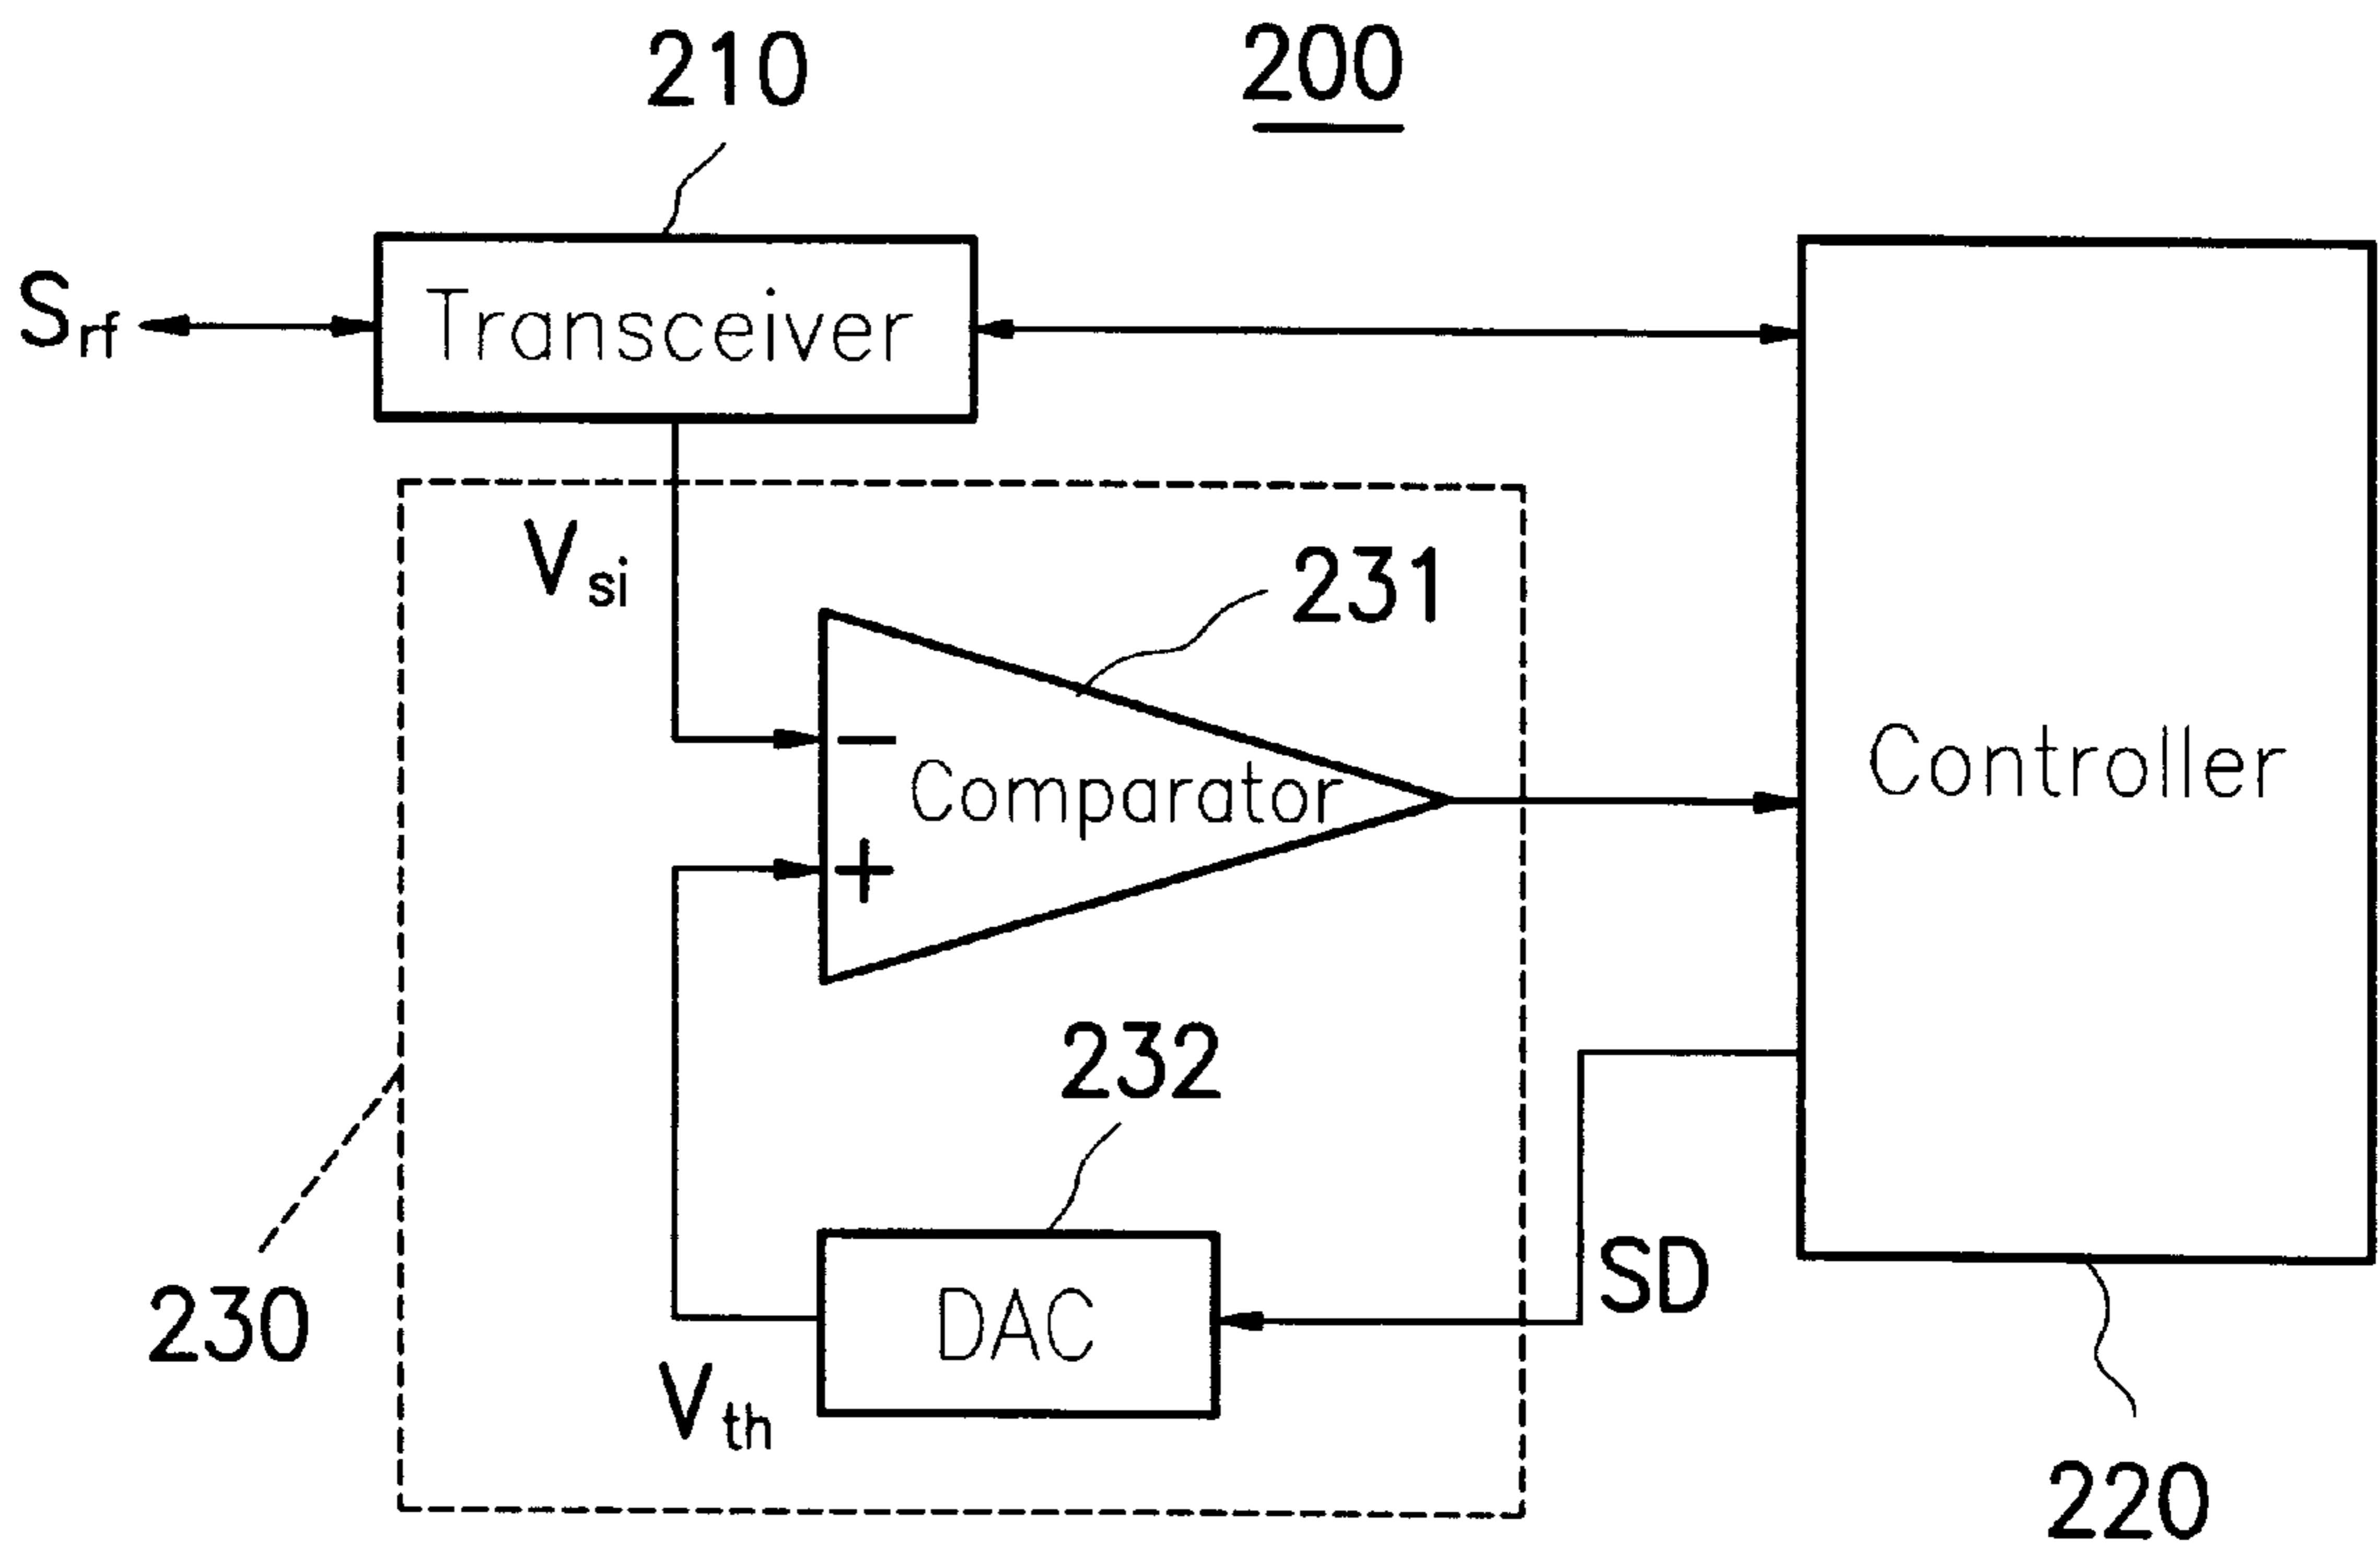 210
200
Srf
Transceiver
Vsi
231
−
Comparator
+
Controller
232
SD
230
DAC
Vth
220